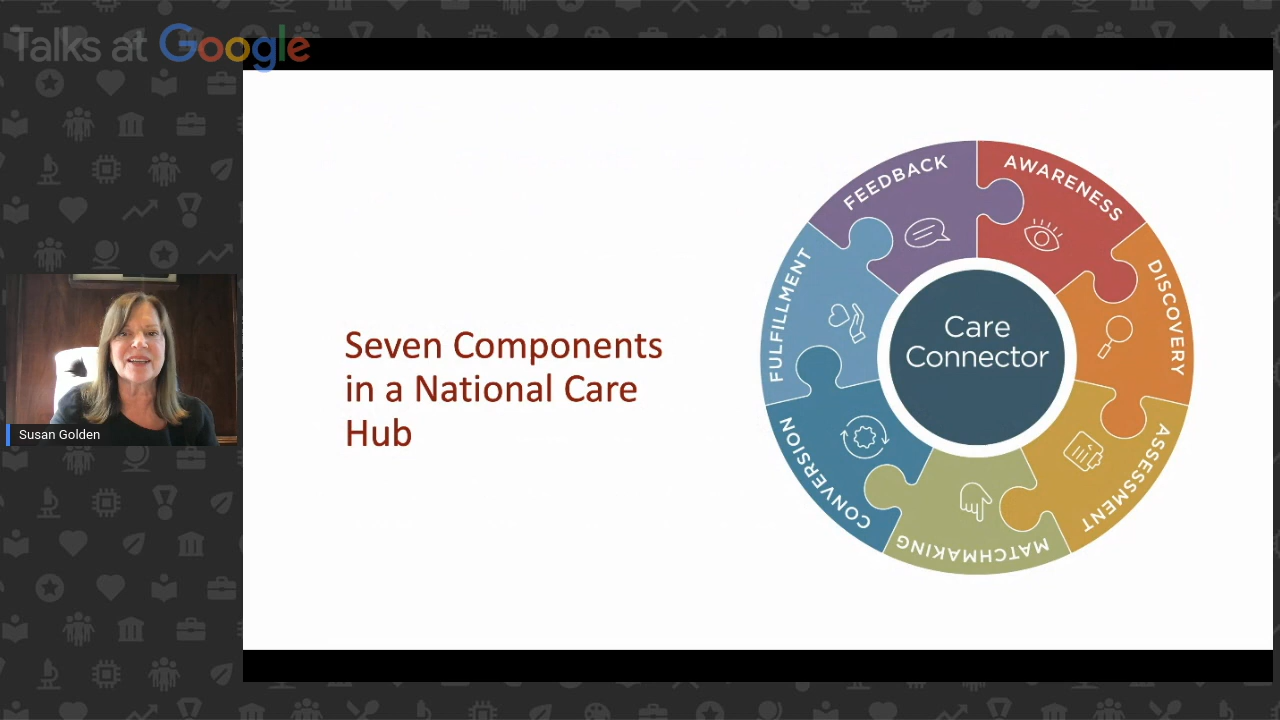 Talks at Google
Susan Golden
Seven Components
in a National Care
Hub
Care
Connector
AWARENESS
DISCOVERY
ASSESSMENT
MATCHMAKING
CONVERSION
FULFILLMENT
FEEDBACK